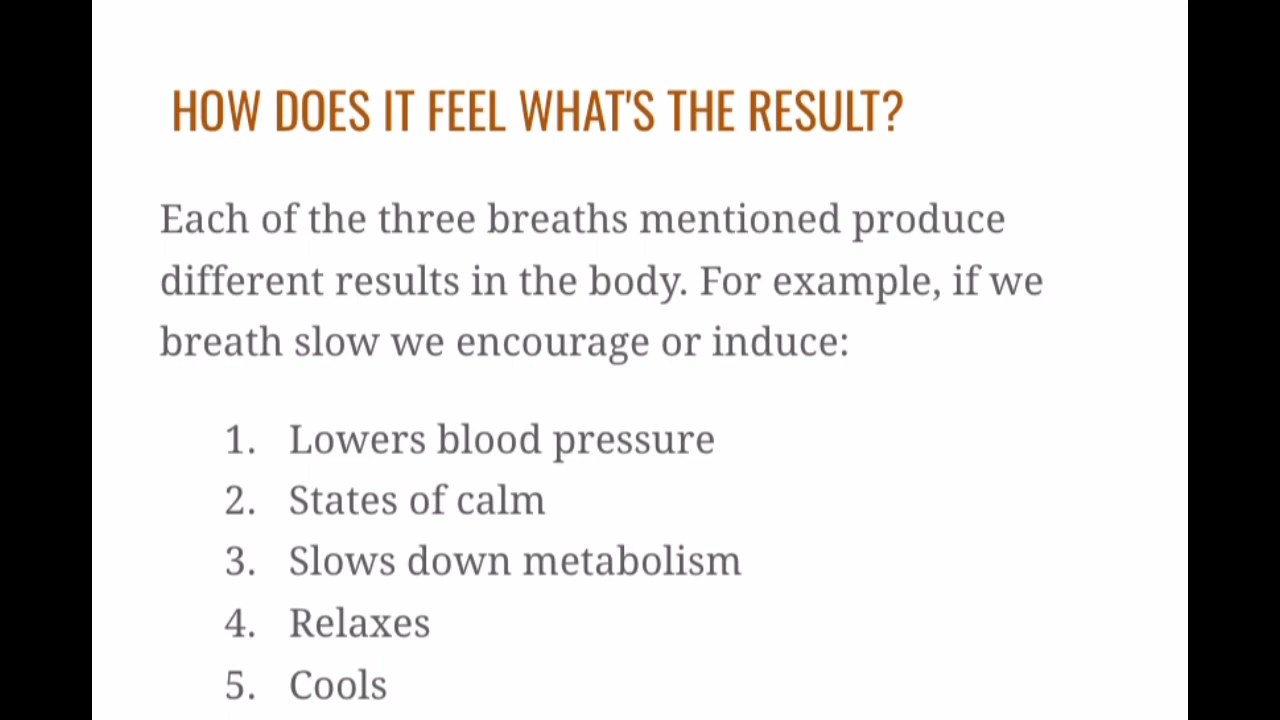 HOW DOES IT FEEL WHAT'S THE RESULT?
Each of the three breaths mentioned produce
different results in the body. For example, if we
breath slow we encourage or induce:
1. Lowers blood pressure
2. States of calm
3. Slows down metabolism
4. Relaxes
5. Cools